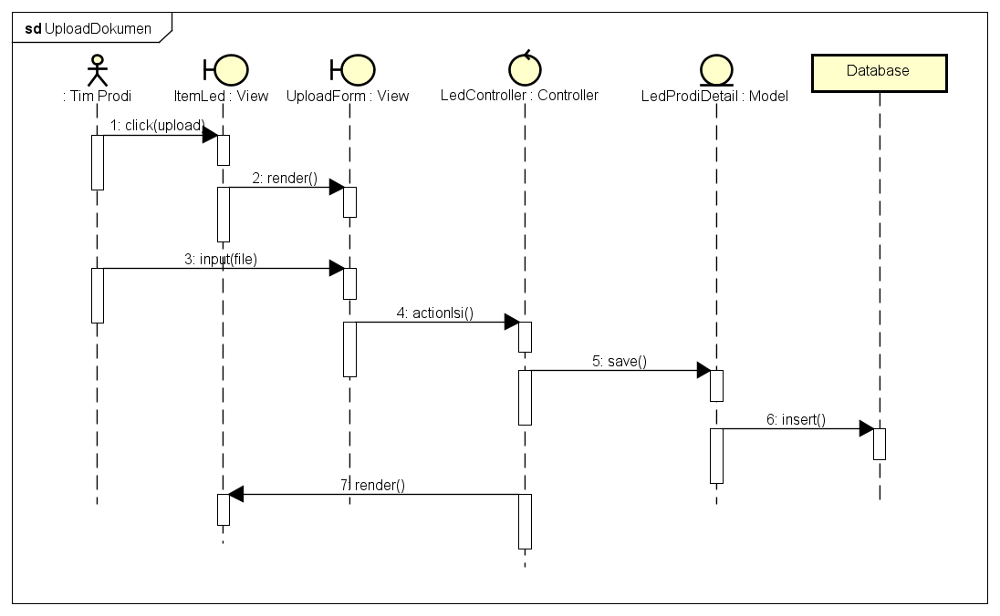 sd UploadDokumen
: Tim Prodi
ItemLed : View
UploadForm : View
LedController : Controller
LedProdiDetail : Model
Database
1: click(upload)
2: render()
3: input(file)
4: actionIsi()
5: save()
6: insert()
7: render()